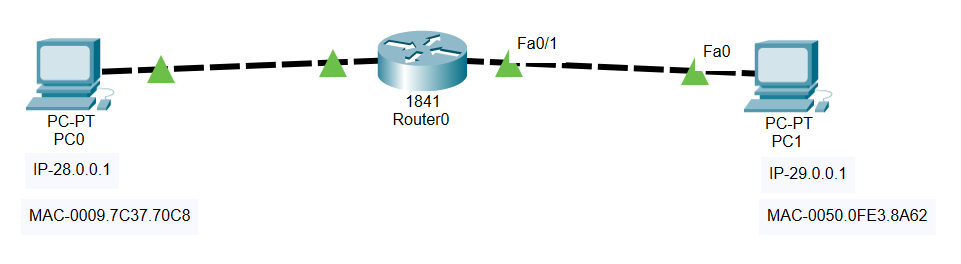 Fa0/1
Fa0
1841
Router0
PC-PT
PC0
PC-PT
PC1
IP-28.0.0.1
IP-29.0.0.1
MAC-0009.7C37.70C8
MAC-0050.0FE3.8A62